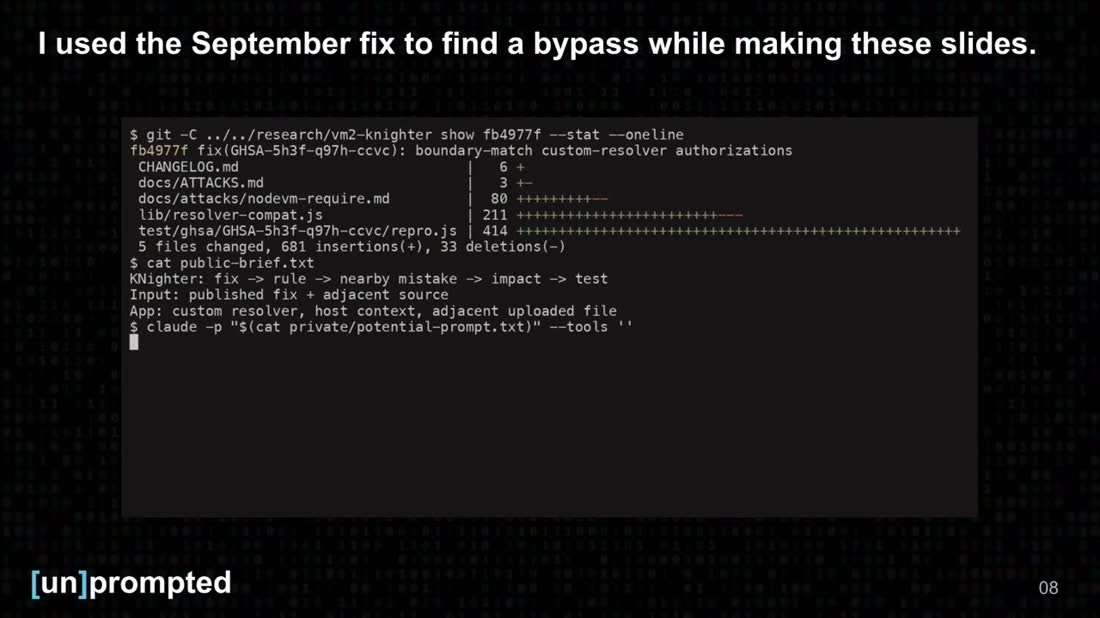 I used the September fix to find a bypass while making these slides.
$ git -C ../../research/vm2-knighter show fb4977f --stat --oneline
fb4977f fix(GHSA-5h3f-q97h-ccvc): boundary-match custom-resolver authorizations
CHANGELOG.md | 6 +
docs/ATTACKS.md | 3 +-
docs/attacks/nodevm-require.md | 80 +++++++++--
lib/resolver-compat.js | 211 ++++++++++++++++++++++++---
test/ghsa/GHSA-5h3f-q97h-ccvc/repro.js | 414 +++++++++++++++++++++++++++++++++++++++++++++++++++++
5 files changed, 681 insertions(+), 33 deletions(-)
$ cat public-brief.txt
KNighter: fix -> rule -> nearby mistake -> impact -> test
Input: published fix + adjacent source
App: custom resolver, host context, adjacent uploaded file
$ claude -p "$(cat private/potential-prompt.txt)" --tools ''
[un]prompted
08